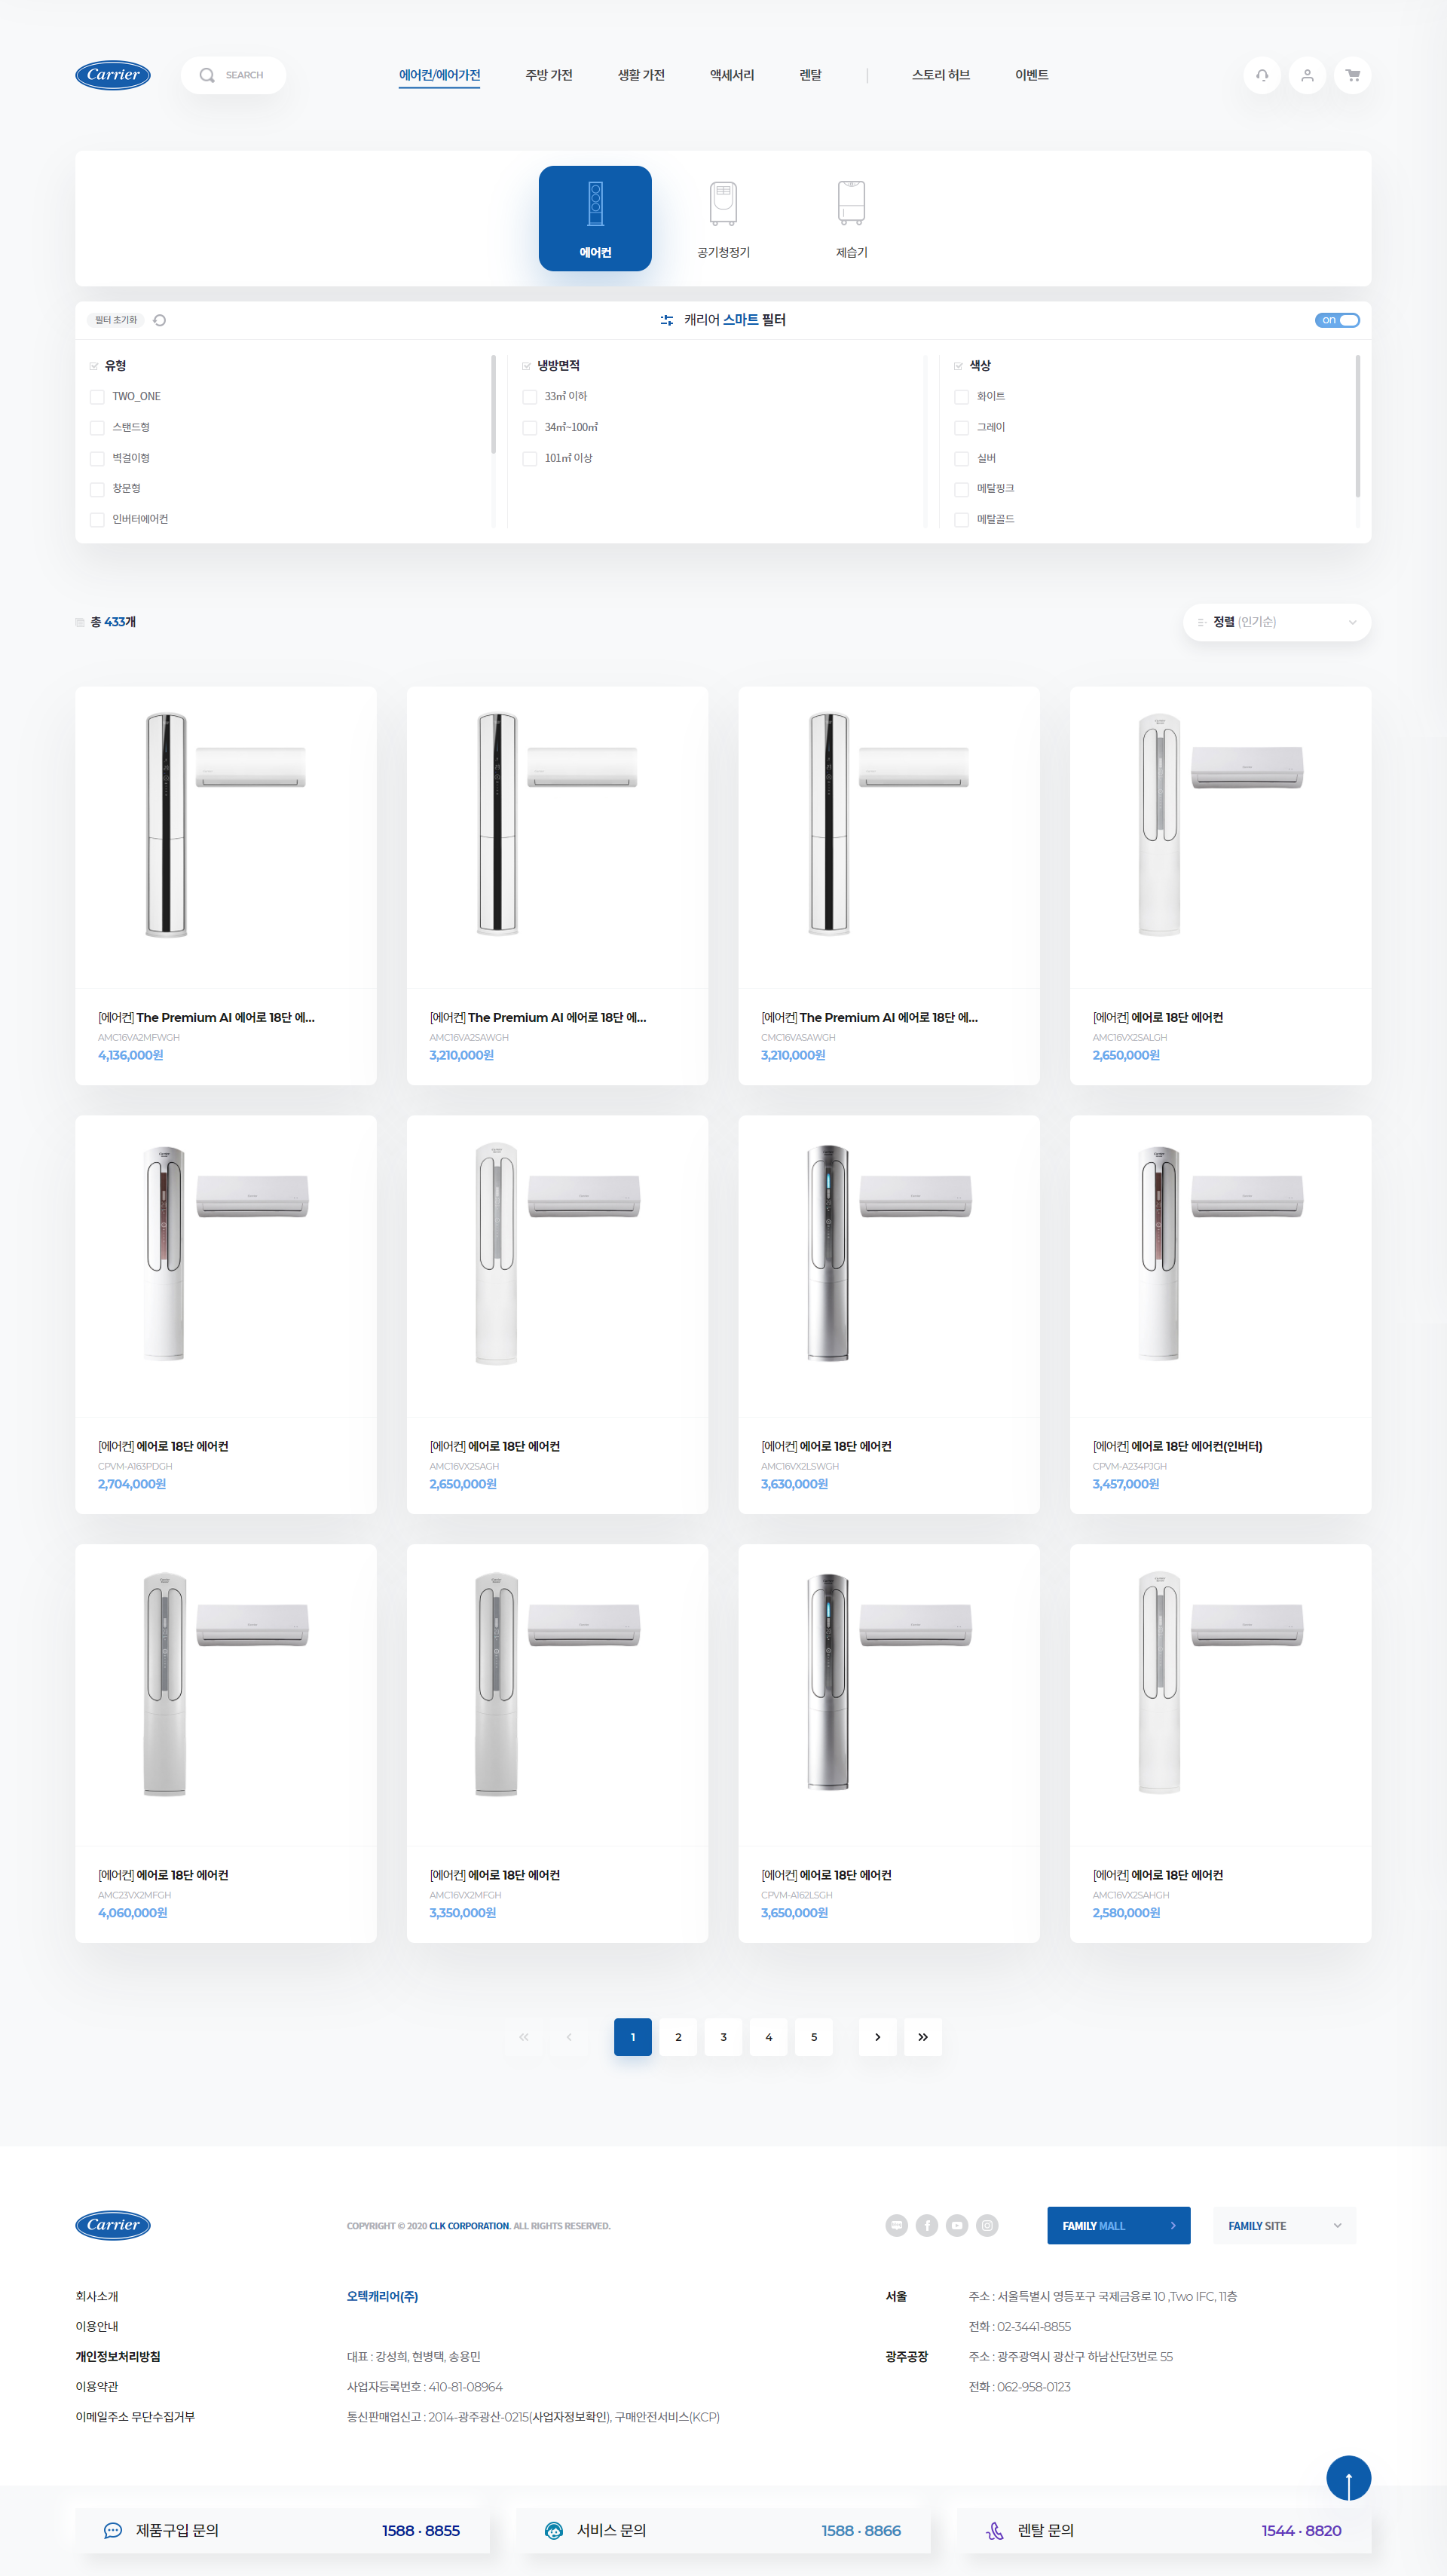 Carrier
SEARCH
에어컨/에어가전
주방 가전
생활 가전
액세서리
렌탈
스토리 허브
이벤트
에어컨
공기청정기
제습기
필터 초기화
캐리어 스마트 필터
on
유형
TWO_ONE
스탠드형
벽걸이형
창문형
인버터에어컨
냉방면적
33㎡ 이하
34㎡~100㎡
101㎡ 이상
색상
화이트
그레이
실버
메탈핑크
메탈골드
총 433개
정렬 (인기순)
[에어컨] The Premium AI 에어로 18단 에...
AMC16VA2MFWGH
4,136,000원
[에어컨] The Premium AI 에어로 18단 에...
AMC16VA2SAWGH
3,210,000원
[에어컨] The Premium AI 에어로 18단 에...
CMC16VASAWGH
3,210,000원
[에어컨] 에어로 18단 에어컨
AMC16VX2SALGH
2,650,000원
[에어컨] 에어로 18단 에어컨
CPVM-A163PDGH
2,704,000원
[에어컨] 에어로 18단 에어컨
AMC16VX2SAGH
2,650,000원
[에어컨] 에어로 18단 에어컨
AMC16VX2LSWGH
3,630,000원
[에어컨] 에어로 18단 에어컨(인버터)
CPVM-A234PJGH
3,457,000원
[에어컨] 에어로 18단 에어컨
AMC23VX2MFGH
4,060,000원
[에어컨] 에어로 18단 에어컨
AMC16VX2MFGH
3,350,000원
[에어컨] 에어로 18단 에어컨
CPVM-A162LSGH
3,650,000원
[에어컨] 에어로 18단 에어컨
AMC16VX2SAHGH
2,580,000원
1 2 3 4 5
Carrier
COPYRIGHT © 2020 CLK CORPORATION. ALL RIGHTS RESERVED.
FAMILY MALL
FAMILY SITE
회사소개
이용안내
개인정보처리방침
이용약관
이메일주소 무단수집거부
오텍캐리어(주)
대표 : 강성희, 현병택, 송용민
사업자등록번호 : 410-81-08964
통신판매업신고 : 2014-광주광산-0215(사업자정보확인), 구매안전서비스(KCP)
서울
주소 : 서울특별시 영등포구 국제금융로 10 ,Two IFC, 11층
전화 : 02-3441-8855
광주공장
주소 : 광주광역시 광산구 하남산단3번로 55
전화 : 062-958-0123
제품구입 문의
1588 · 8855
서비스 문의
1588 · 8866
렌탈 문의
1544 · 8820